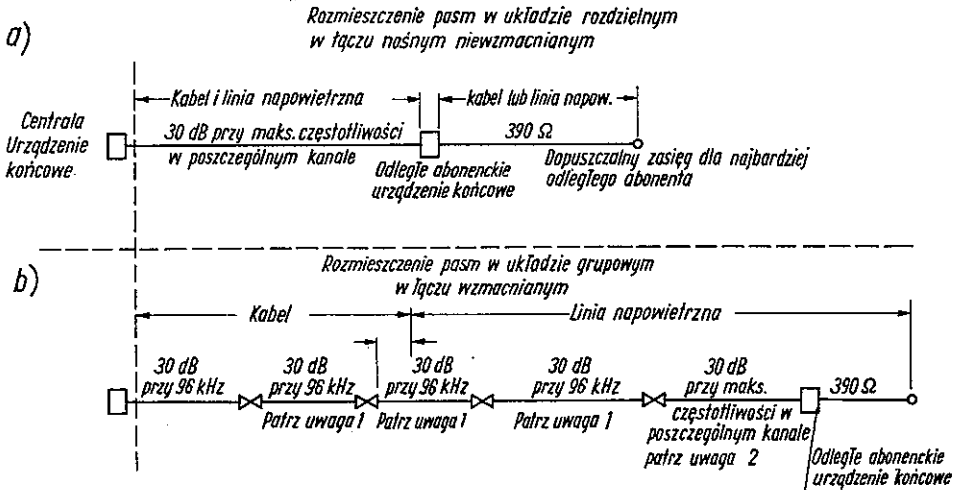 a)
Rozmieszczenie pasm w układzie rozdzielnym
w łączu nośnym niewzmacnianym
Kabel i linia napowietrzna
kabel lub linia napow.
Centrala
Urządzenie
końcowe
30 dB przy maks. częstotliwości
w poszczególnym kanale
390 Ω
Odległe abonenckie
urządzenie końcowe
Dopuszczalny zasięg dla najbardziej
odległego abonenta
b)
Rozmieszczenie pasm w układzie grupowym
w łączu wzmacnianym
Kabel
Linia napowietrzna
30 dB
przy 96 kHz
30 dB
przy 96 kHz
Patrz uwaga 1
30 dB
przy 96 kHz
Patrz uwaga 1
30 dB
przy 96 kHz
Patrz uwaga 1
30 dB
przy maks.
częstotliwości w
poszczególnym kanale
patrz uwaga 2
390 Ω
Odległe abonenckie
urządzenie końcowe